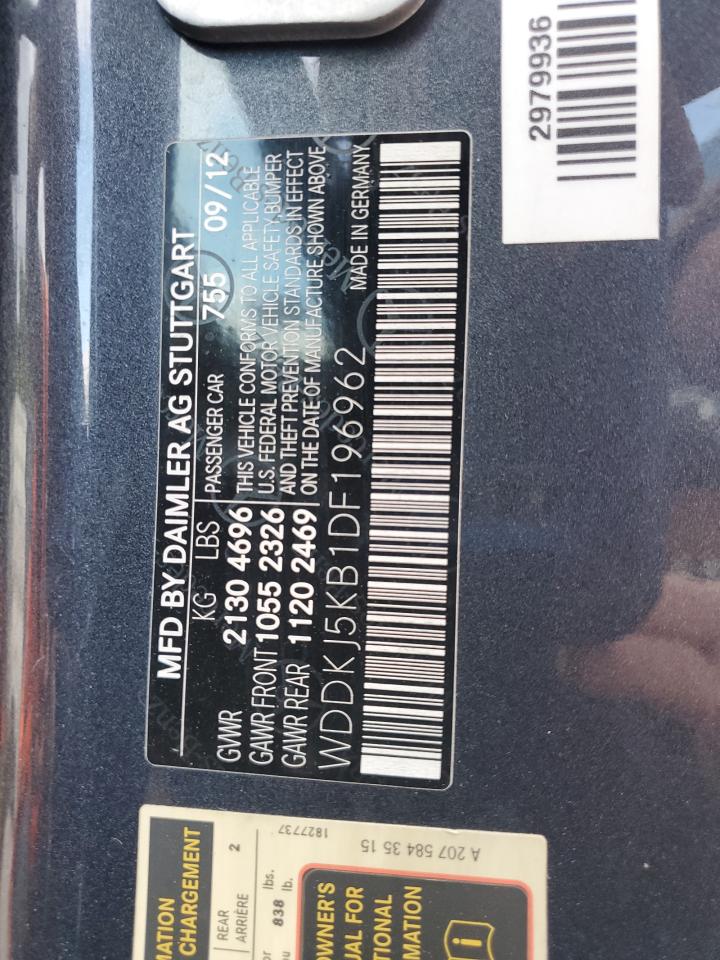 MFD BY DAIMLER AG STUTTGART
KG LBS PASSENGER CAR 755 09/12
GVWR 2130 4696 THIS VEHICLE CONFORMS TO ALL APPLICABLE
GAWR FRONT 1055 2326 U.S. FEDERAL MOTOR VEHICLE SAFETY, BUMPER
GAWR REAR 1120 2469 AND THEFT PREVENTION STANDARDS IN EFFECT
ON THE DATE OF MANUFACTURE SHOWN ABOVE
WDDKJ5KB1DF196962 MADE IN GERMANY
2979936
MATION
CHARGEMENT
REAR
ARRIÈRE 2
838 lb.
lbs.
1827737
A 207 584 35 15
OWNER'S
UAL FOR
TIONAL
MATION
i